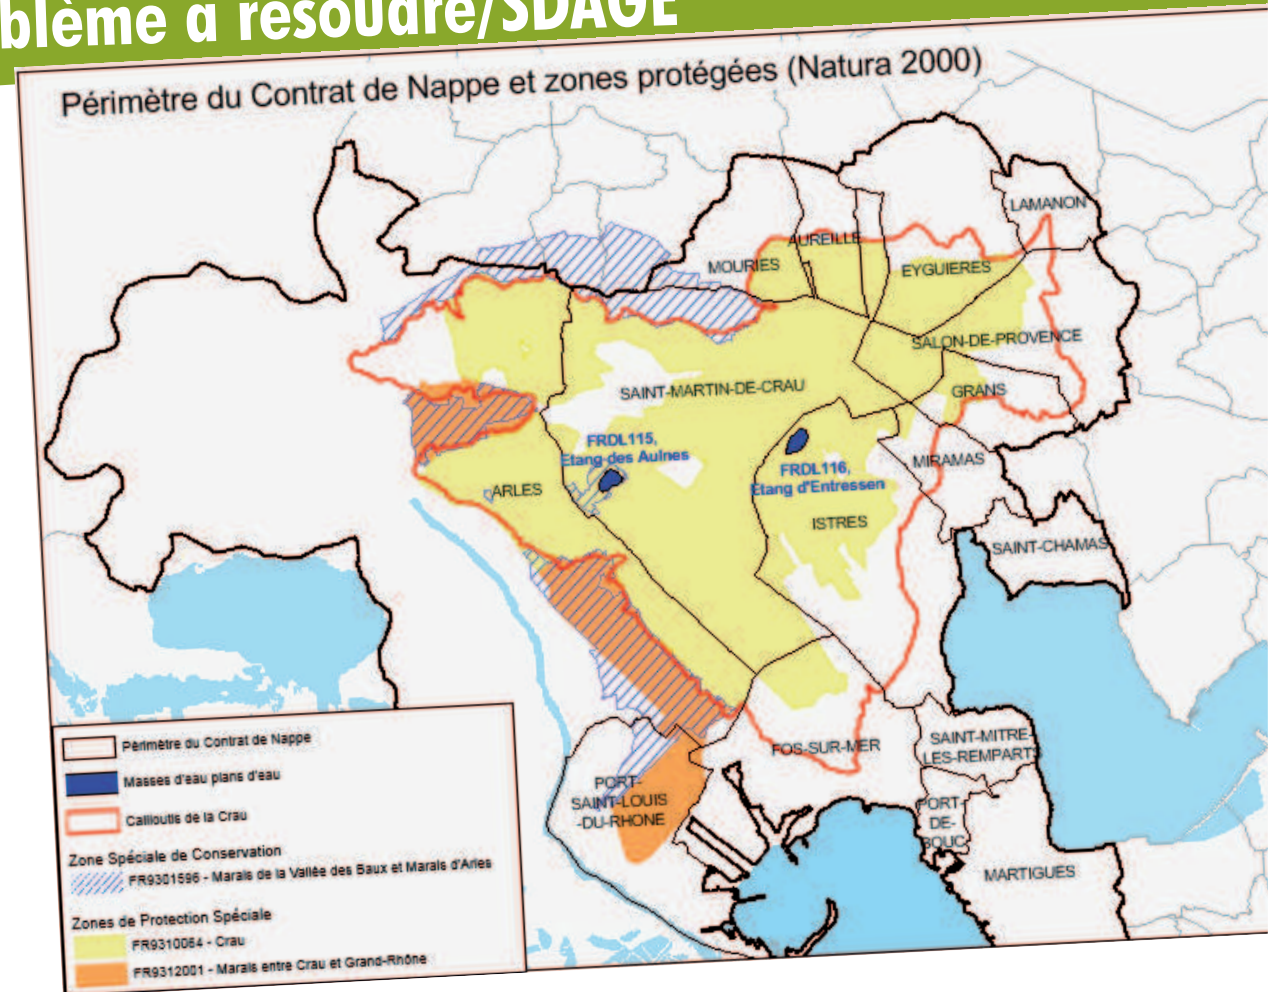 blème a résoudre/SDAGE
Périmètre du Contrat de Nappe et zones protégées (Natura 2000)
LAMANON
AUREILLE
MOURIES
EYGUIERES
SALON-DE-PROVENCE
SAINT-MARTIN-DE-CRAU
GRANS
FRDL115,
Etang des Aulnes
MIRAMAS
FRDL116,
Etang d'Entressen
ARLES
ISTRES
SAINT-CHAMAS
FOS-SUR-MER
SAINT-MITRE-
LES-REMPARTS
PORT-
SAINT-LOUIS
-DU-RHONE
PORT-
DE-
BOUC
MARTIGUES
Périmètre du Contrat de Nappe
Masses d'eau plans d'eau
Cailloutis de la Crau
Zone Spéciale de Conservation
FR9301596 - Marais de la Vallée des Baux et Marais d'Arles
Zones de Protection Spéciale
FR9310064 - Crau
FR9312001 - Marais entre Crau et Grand-Rhône